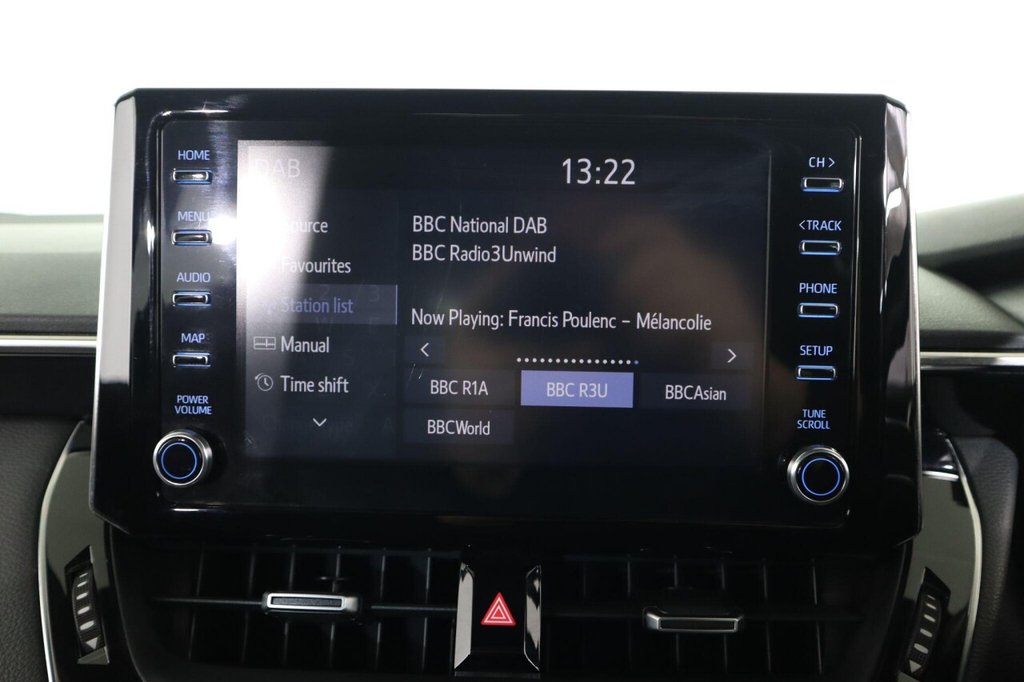 HOME
MENU
AUDIO
MAP
POWER
VOLUME
DAB
13:22
Source
Favourites
Station list
Manual
Time shift
BBC National DAB
BBC Radio3Unwind
Now Playing: Francis Poulenc – Mélancolie
BBC R1A
BBC R3U
BBCAsian
BBCWorld
CH >
< TRACK
PHONE
SETUP
TUNE
SCROLL